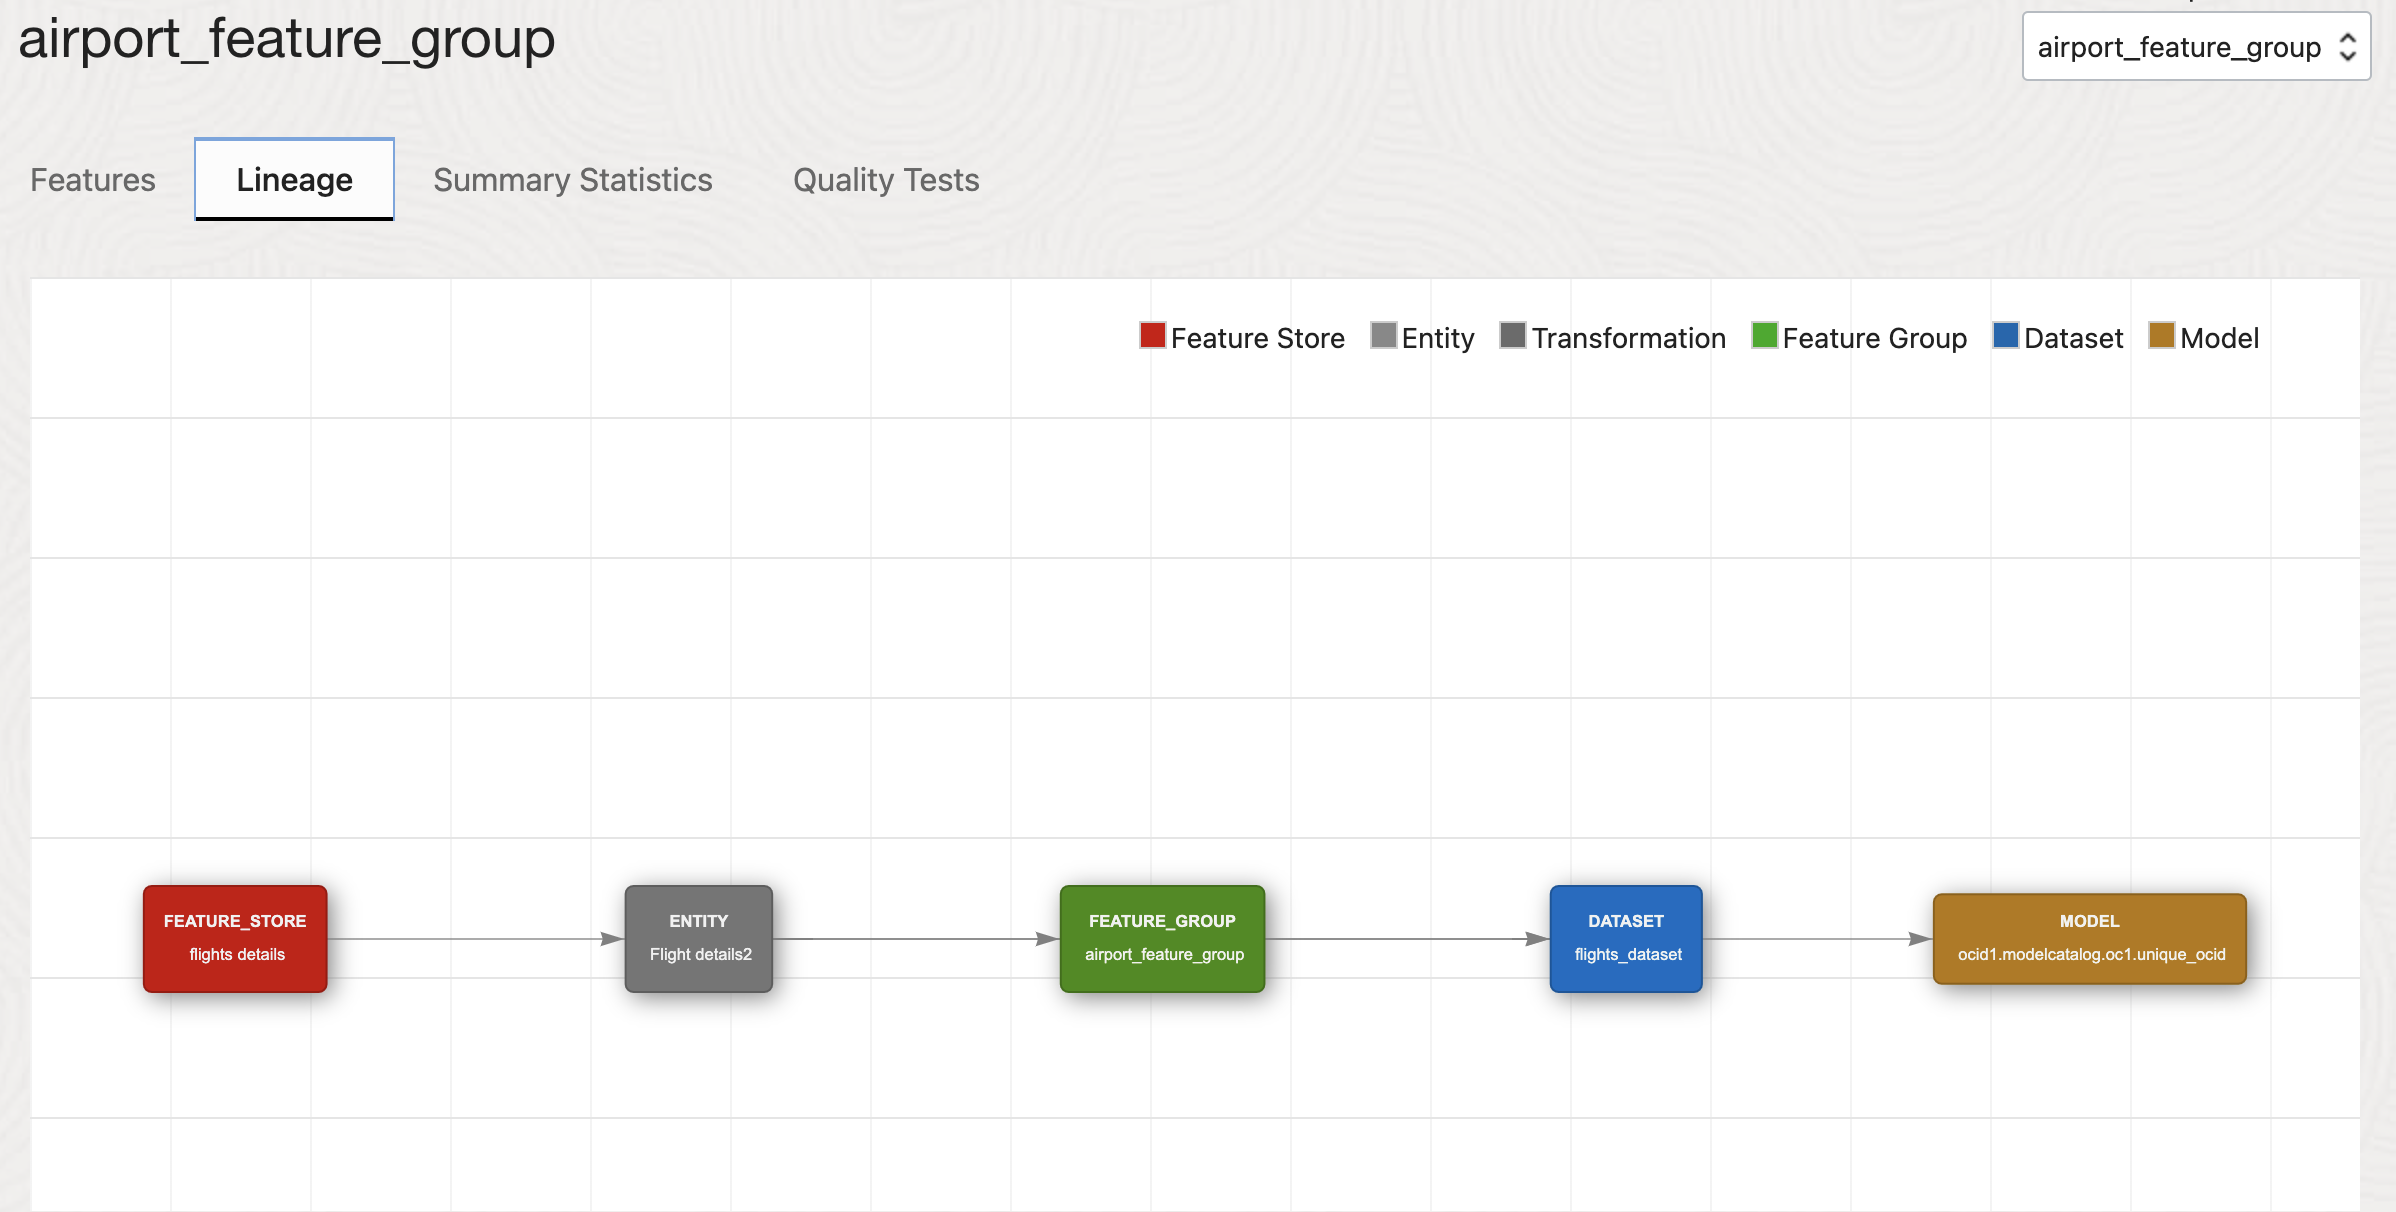 airport_feature_group
airport_feature_group
Features Lineage Summary Statistics Quality Tests
Feature Store Entity Transformation Feature Group Dataset Model
FEATURE_STORE
flights details
ENTITY
Flight details2
FEATURE_GROUP
airport_feature_group
DATASET
flights_dataset
MODEL
ocid1.modelcatalog.oc1.unique_ocid